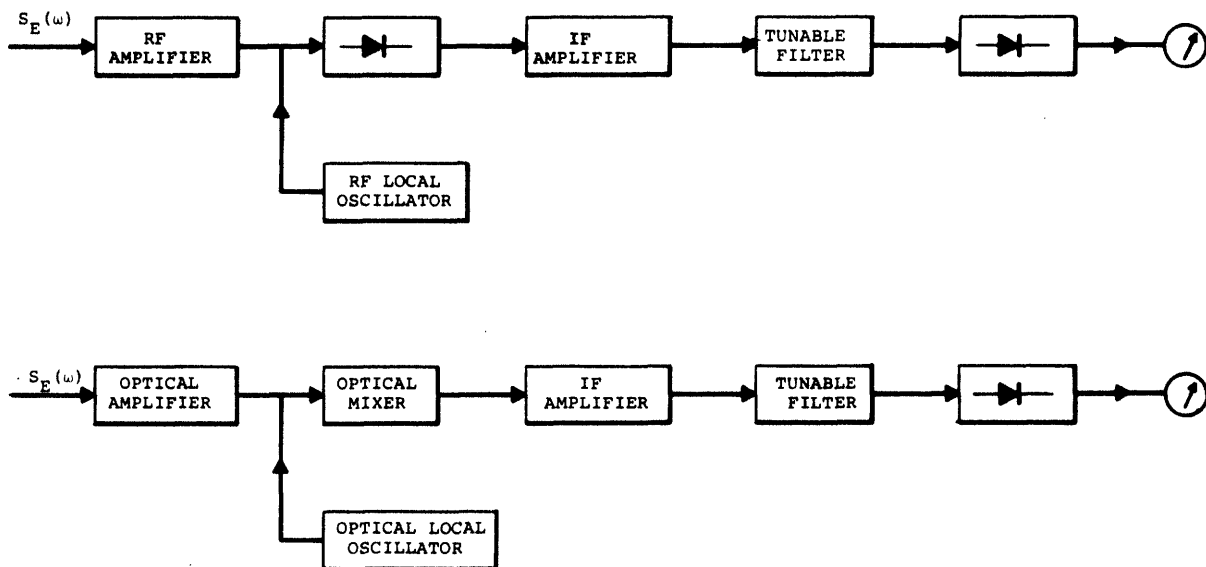 S_E(ω)
RF
AMPLIFIER
IF
AMPLIFIER
TUNABLE
FILTER
RF LOCAL
OSCILLATOR
S_E(ω)
OPTICAL
AMPLIFIER
OPTICAL
MIXER
IF
AMPLIFIER
TUNABLE
FILTER
OPTICAL LOCAL
OSCILLATOR